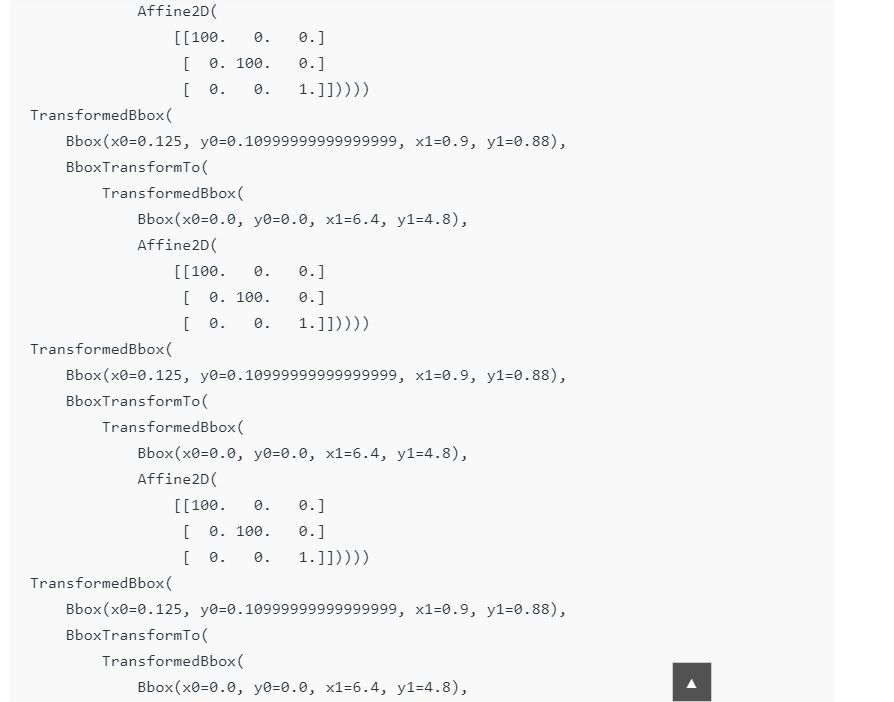 Affine2D(
[[100.   0.   0.]
[  0. 100.   0.]
[  0.   0.   1.]]))))
TransformedBbox(
Bbox(x0=0.125, y0=0.10999999999999999, x1=0.9, y1=0.88),
BboxTransformTo(
TransformedBbox(
Bbox(x0=0.0, y0=0.0, x1=6.4, y1=4.8),
Affine2D(
[[100.   0.   0.]
[  0. 100.   0.]
[  0.   0.   1.]]))))
TransformedBbox(
Bbox(x0=0.125, y0=0.10999999999999999, x1=0.9, y1=0.88),
BboxTransformTo(
TransformedBbox(
Bbox(x0=0.0, y0=0.0, x1=6.4, y1=4.8),
Affine2D(
[[100.   0.   0.]
[  0. 100.   0.]
[  0.   0.   1.]]))))
TransformedBbox(
Bbox(x0=0.125, y0=0.10999999999999999, x1=0.9, y1=0.88),
BboxTransformTo(
TransformedBbox(
Bbox(x0=0.0, y0=0.0, x1=6.4, y1=4.8),